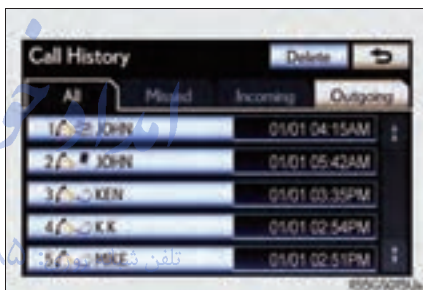 Call History
Delete
All Missed Incoming Outgoing
1 JOHN 01/01 04:15AM
2 JOHN 01/01 05:42AM
3 KEN 01/01 03:35PM
4 K.K 01/01 02:54PM
5 MIKE 01/01 02:51PM